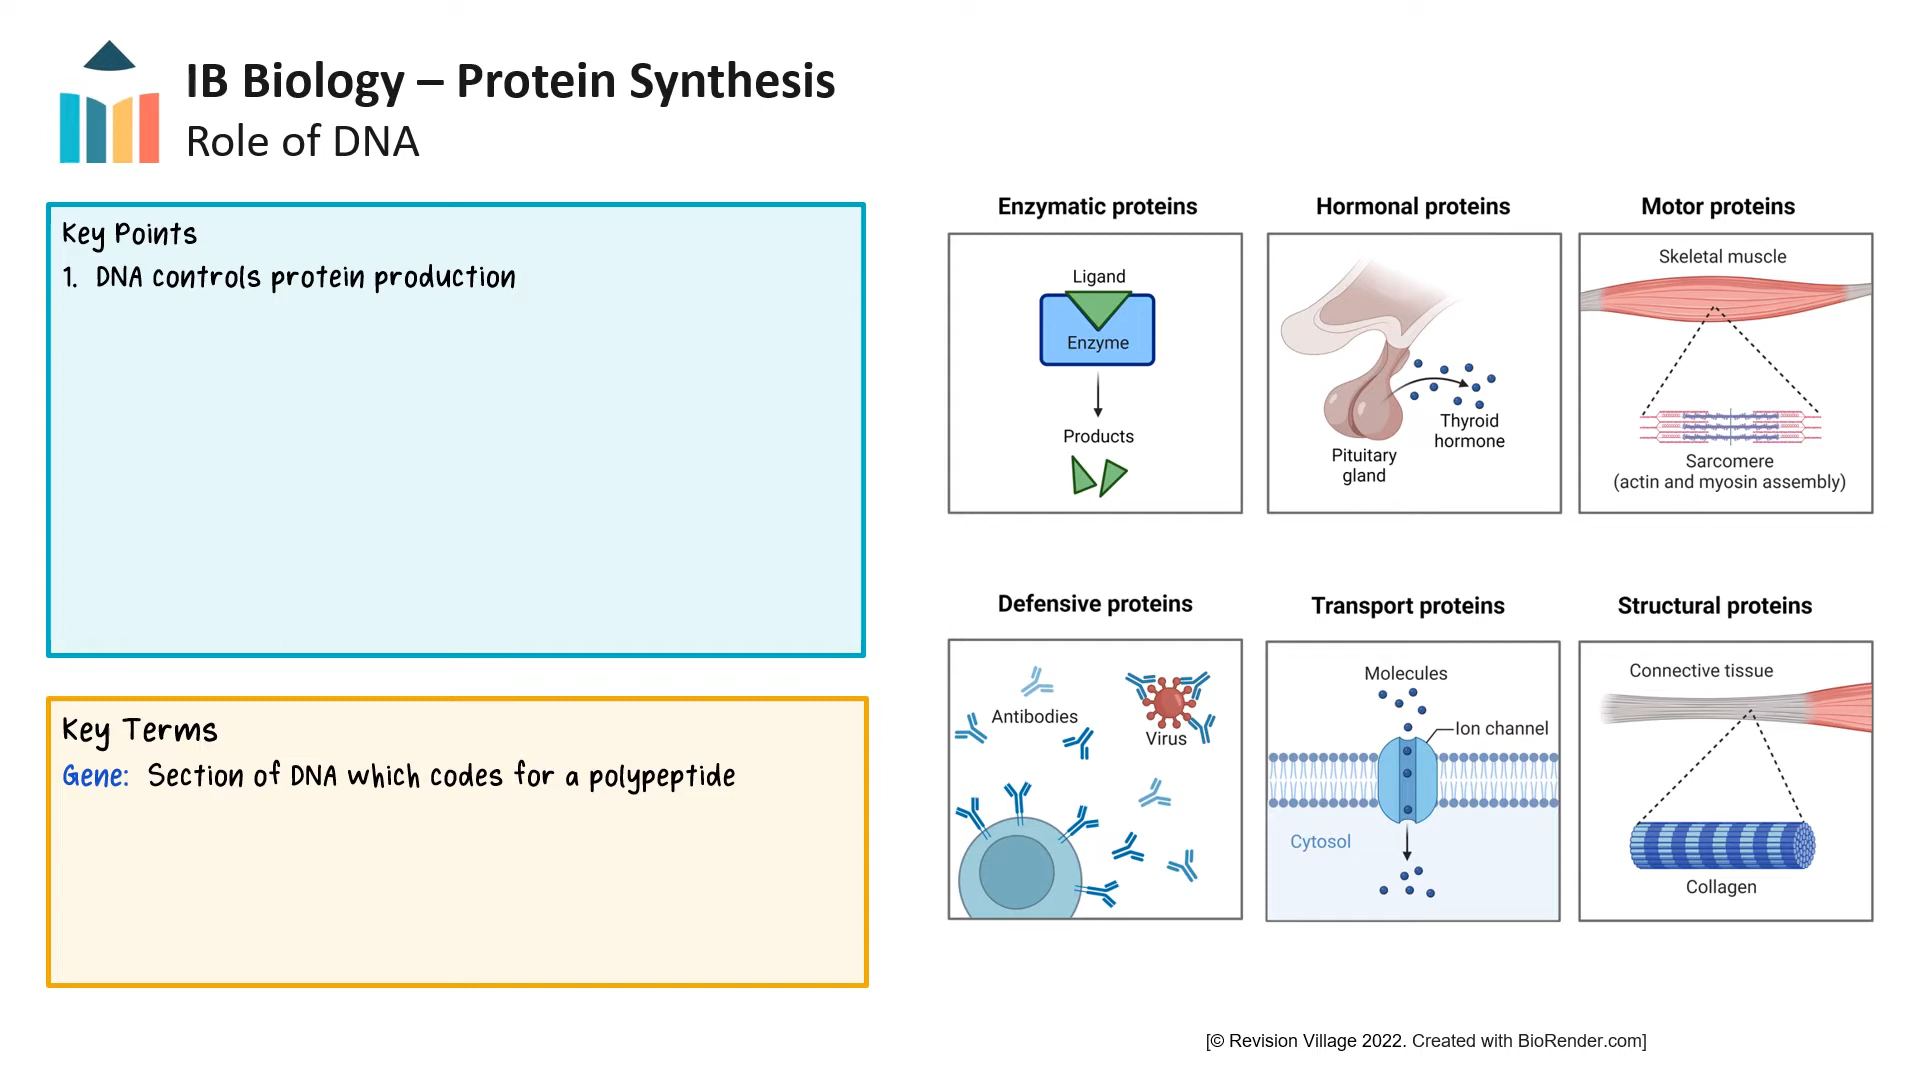 IB Biology – Protein Synthesis
Role of DNA
Key Points
1. DNA controls protein production
Key Terms
Gene: Section of DNA which codes for a polypeptide
Enzymatic proteins
Ligand
Enzyme
Products
Hormonal proteins
Thyroid
hormone
Pituitary
gland
Motor proteins
Skeletal muscle
Sarcomere
(actin and myosin assembly)
Defensive proteins
Antibodies
Virus
Transport proteins
Molecules
Ion channel
Cytosol
Structural proteins
Connective tissue
Collagen
[© Revision Village 2022. Created with BioRender.com]